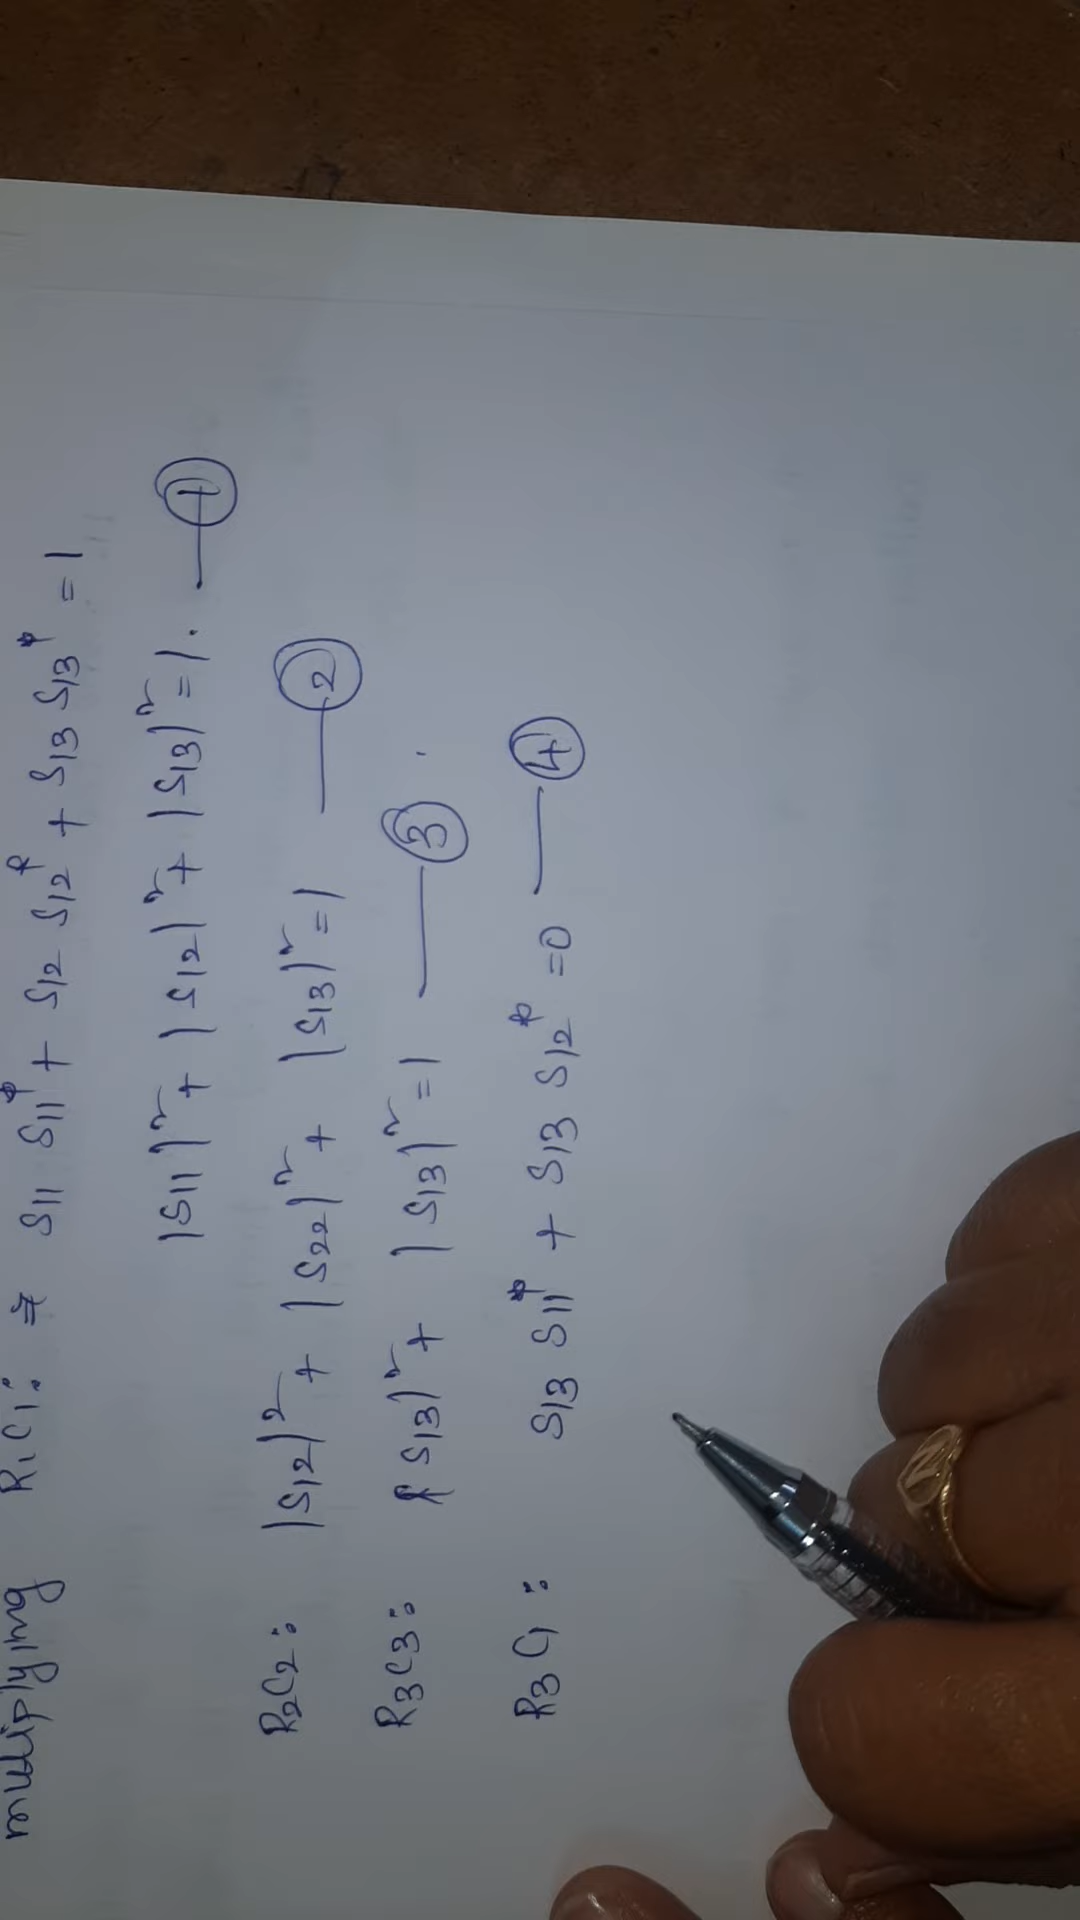 multiplying R1C1: ⇒ S11 S11* + S12 S12* + S13 S13* = 1
|S11|² + |S12|² + |S13|² = 1. — ①
R2C2: |S12|² + |S22|² + |S13|² = 1 — ②
R3C3: |S13|² + |S13|² = 1 — ③
R3C1: S13 S11* + S13 S12* = 0 — ④